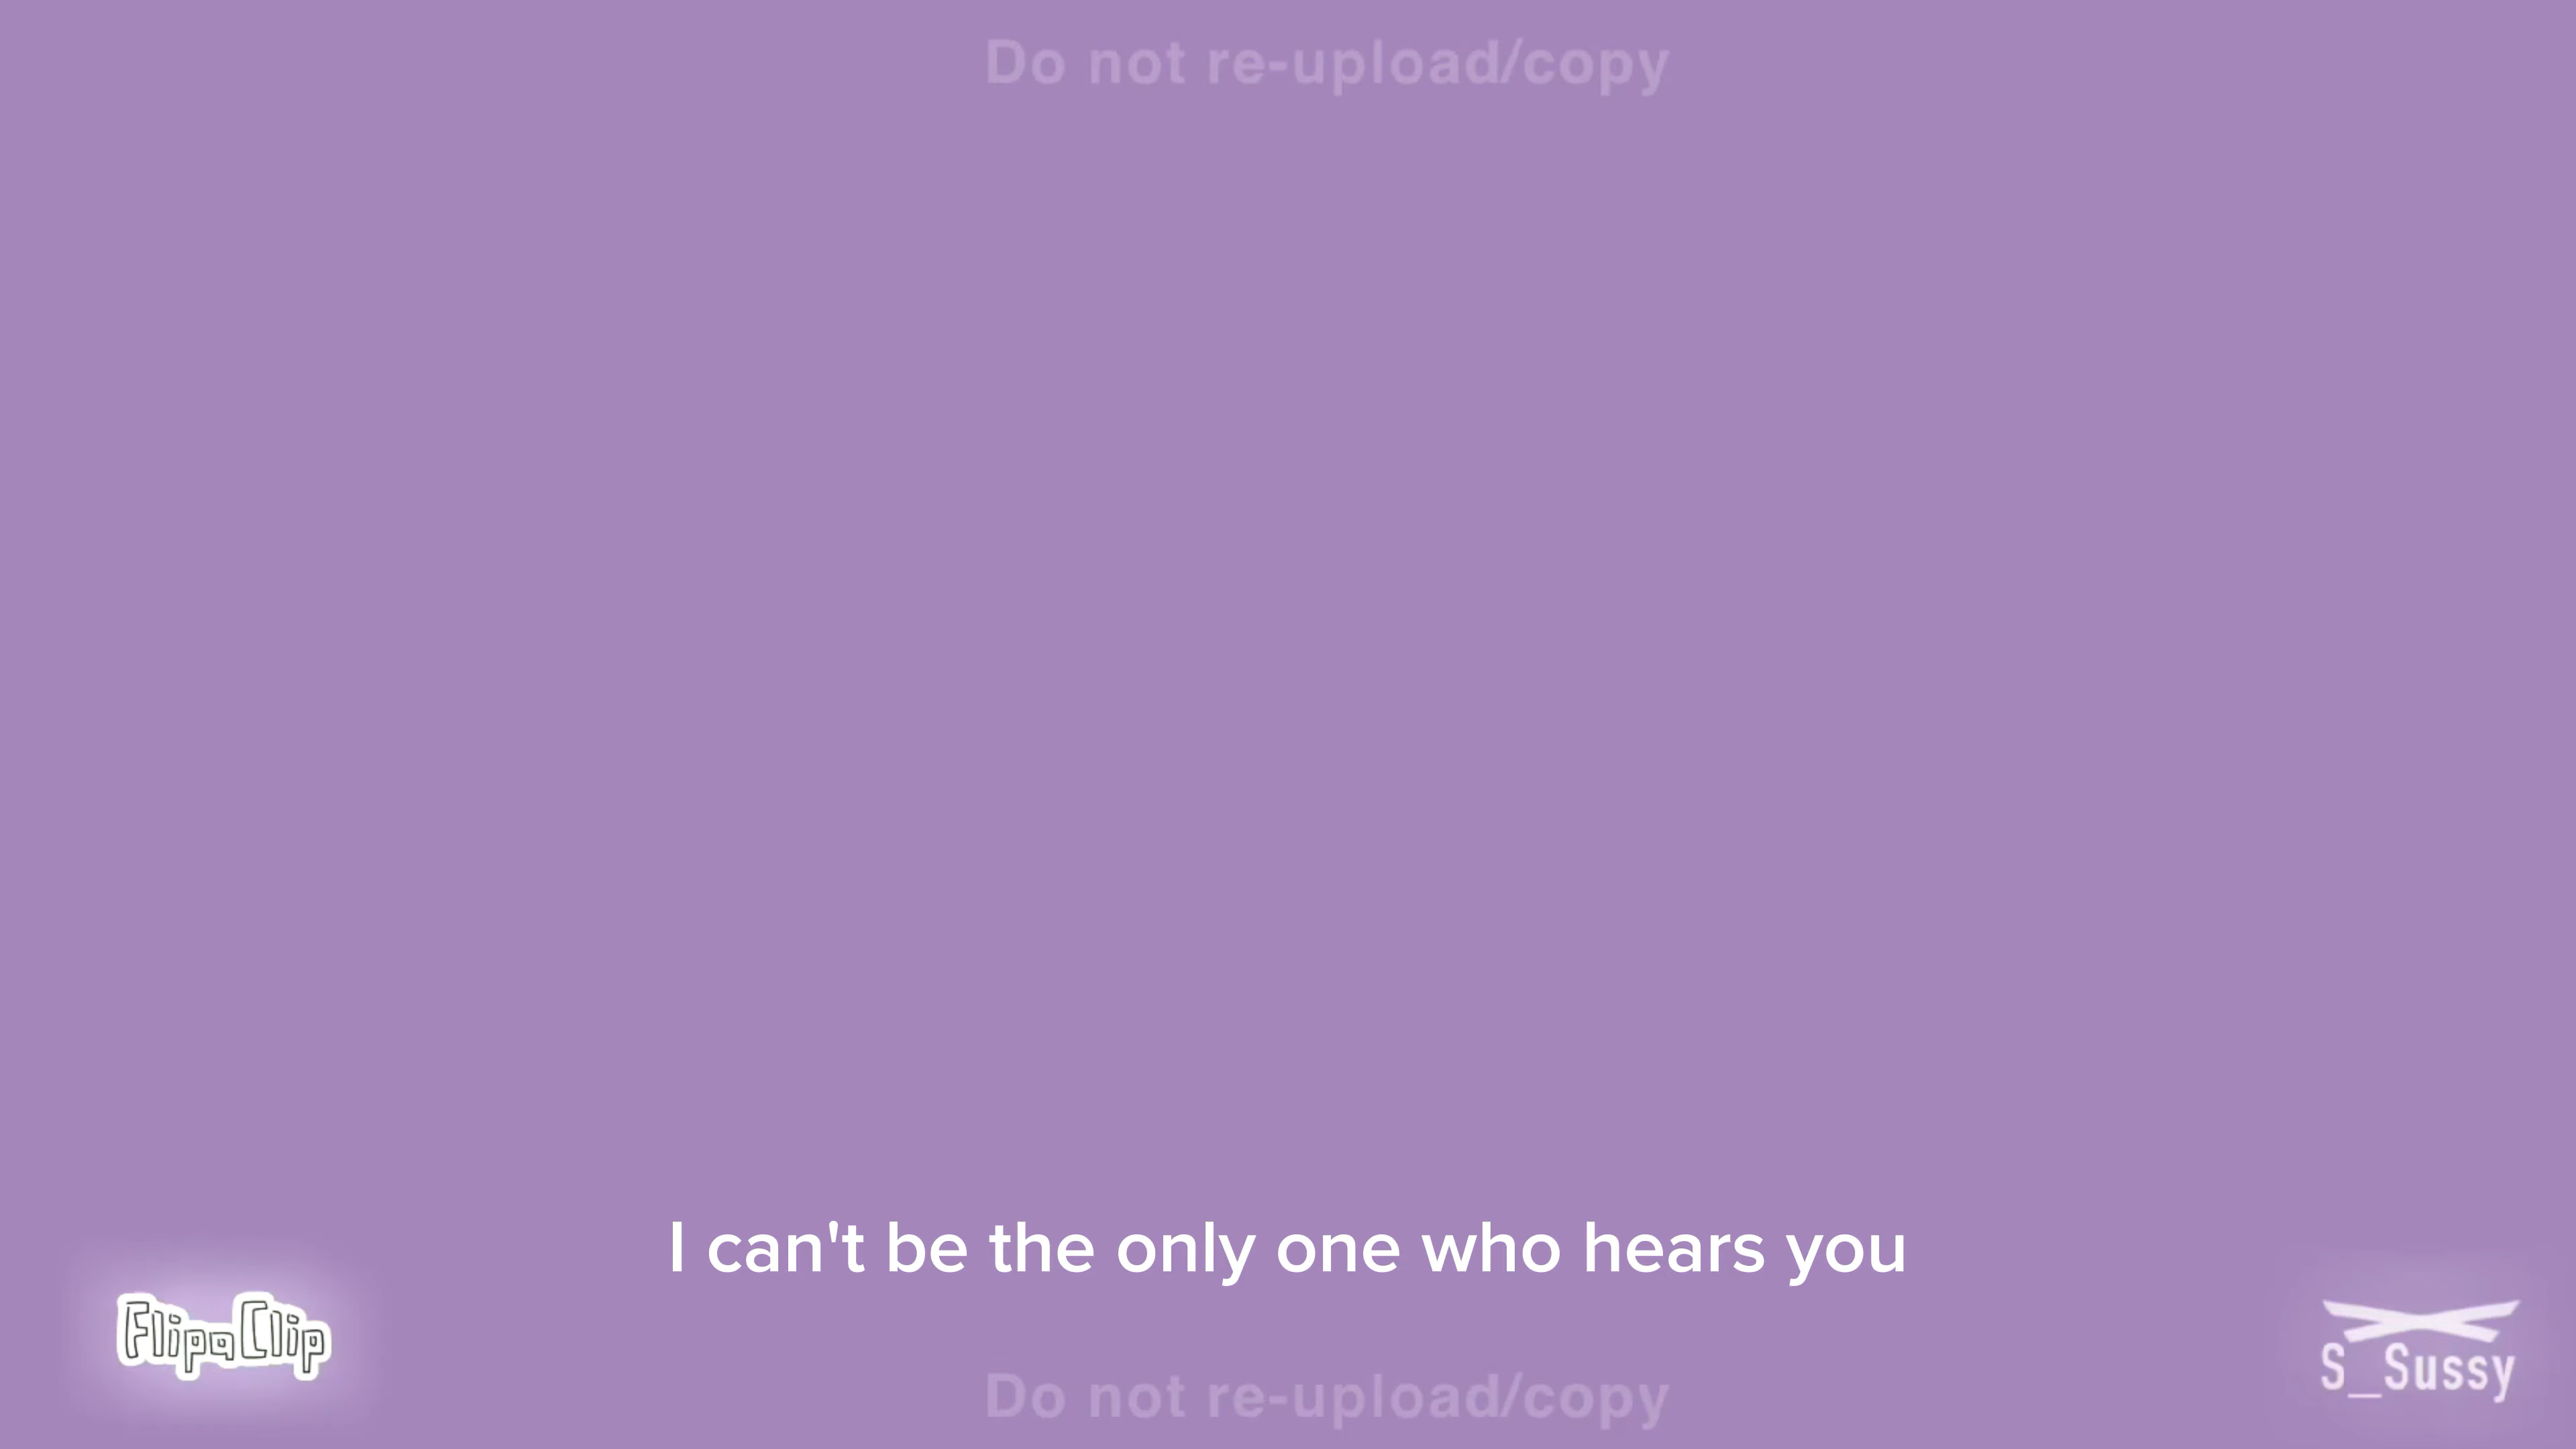 Do not re-upload/copy
I can't be the only one who hears you
FlipaClip
S_Sussy
Do not re-upload/copy